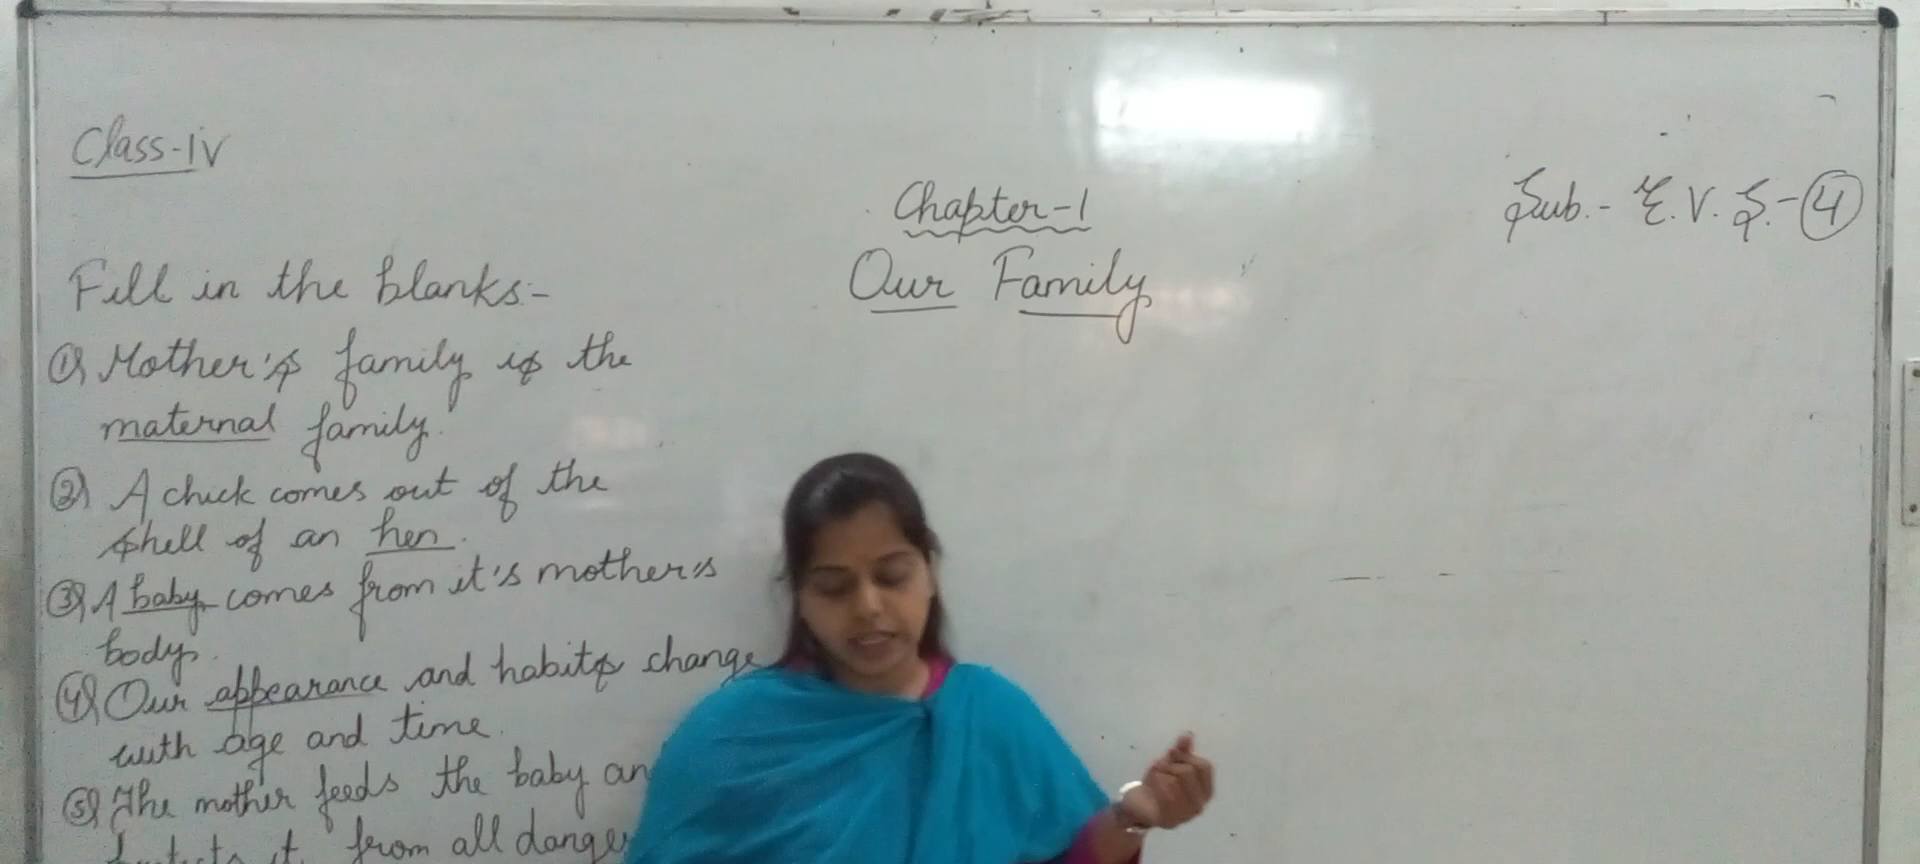 Class-IV
Sub.- E.V.S.-4
Chapter-1
Our Family
Fill in the blanks:-
1) Mother's family is the
maternal family.
2) A chick comes out of the
shell of an hen.
3) A baby comes from it's mother's
body.
4) Our appearance and habits change
with age and time.
5) The mother feeds the baby an
it from all danger